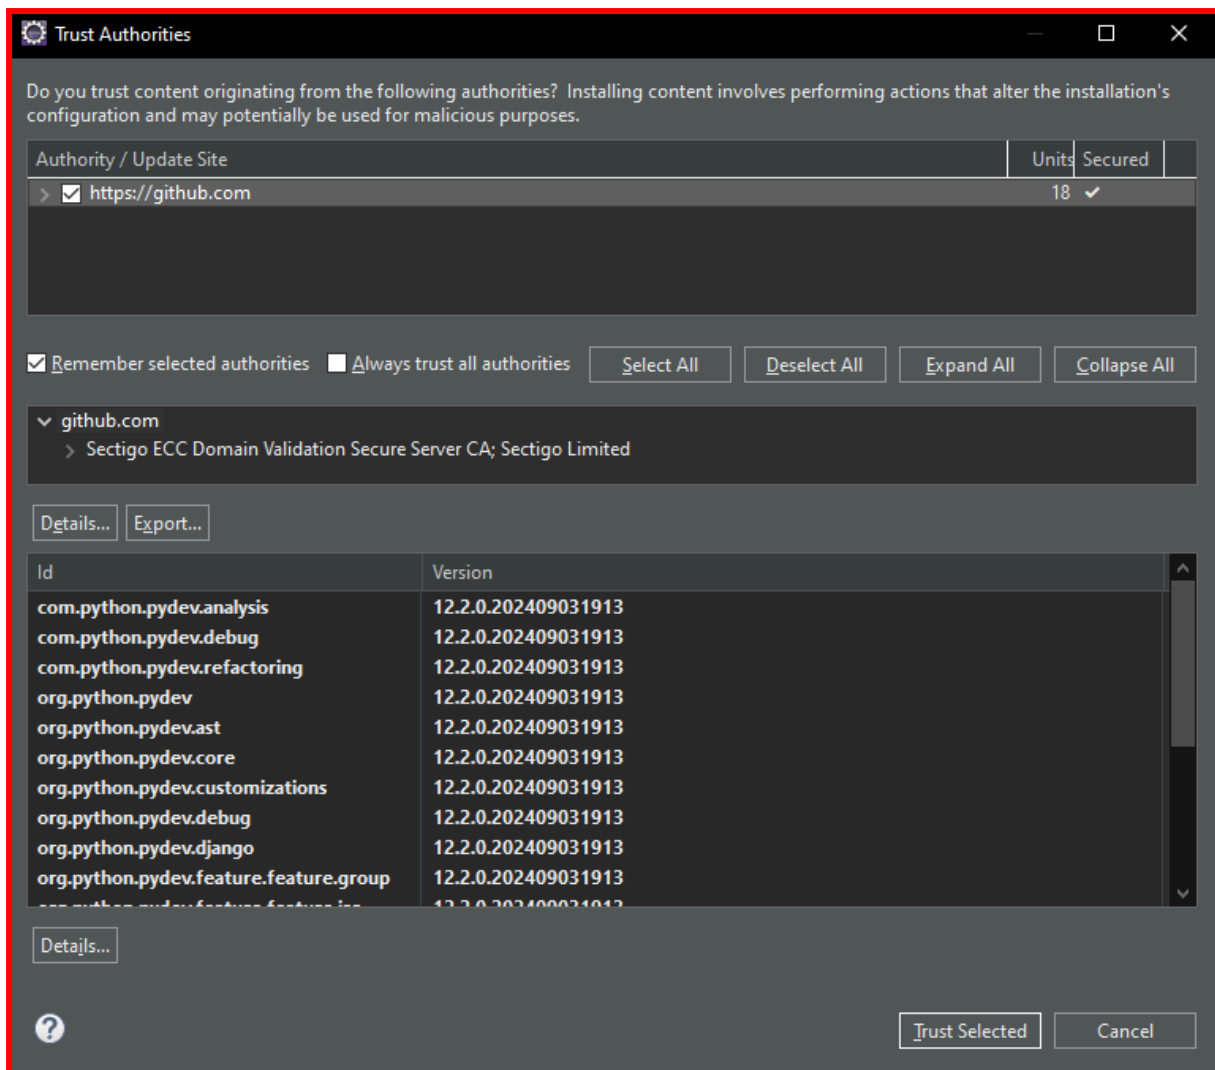 Trust Authorities
Do you trust content originating from the following authorities?  Installing content involves performing actions that alter the installation's
configuration and may potentially be used for malicious purposes.
Authority / Update Site Units Secured
https://github.com 18
Remember selected authorities Always trust all authorities Select All Deselect All Expand All Collapse All
github.com
Sectigo ECC Domain Validation Secure Server CA; Sectigo Limited
Details... Export...
Id Version
com.python.pydev.analysis 12.2.0.202409031913
com.python.pydev.debug 12.2.0.202409031913
com.python.pydev.refactoring 12.2.0.202409031913
org.python.pydev 12.2.0.202409031913
org.python.pydev.ast 12.2.0.202409031913
org.python.pydev.core 12.2.0.202409031913
org.python.pydev.customizations 12.2.0.202409031913
org.python.pydev.debug 12.2.0.202409031913
org.python.pydev.django 12.2.0.202409031913
org.python.pydev.feature.feature.group 12.2.0.202409031913
Details...
Trust Selected Cancel